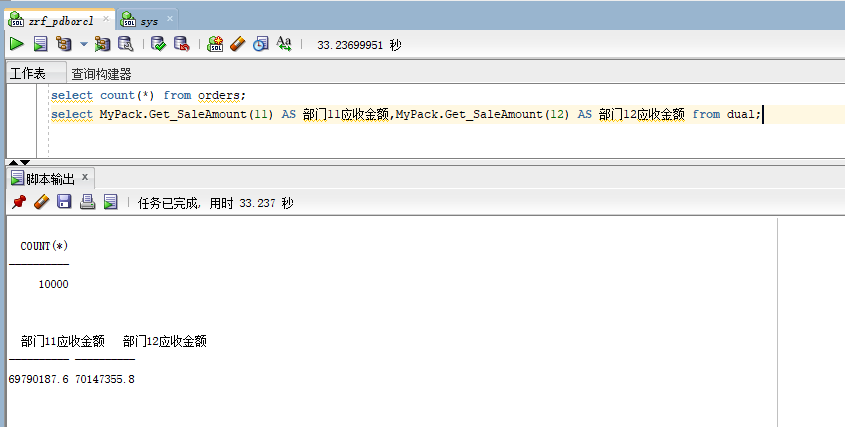 zrf_pdborcl sys
33.23699951 秒
工作表 查询构建器
select count(*) from orders;
select MyPack.Get_SaleAmount(11) AS 部门11应收金额,MyPack.Get_SaleAmount(12) AS 部门12应收金额 from dual;
脚本输出 x
任务已完成, 用时 33.237 秒
COUNT(*)
----------
10000
部门11应收金额 部门12应收金额
---------- ----------
69790187.6 70147355.8